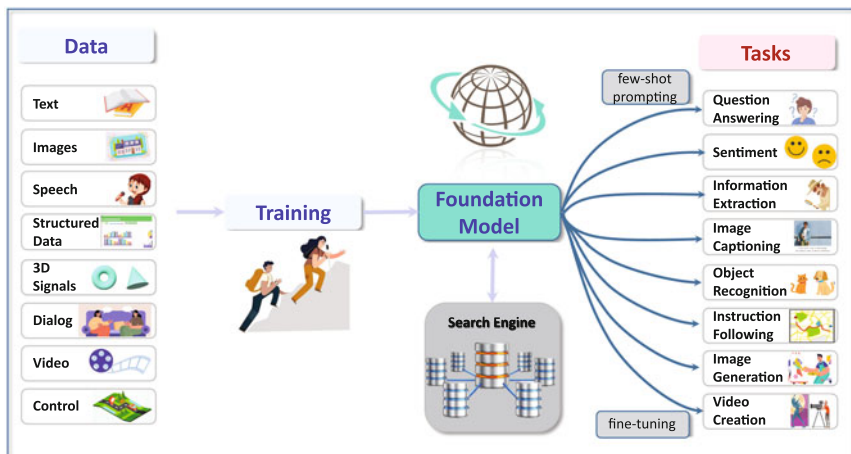 Data
Text
Images
Speech
Structured
Data
3D
Signals
Dialog
Video
Control
Training
Foundation
Model
Search Engine
few-shot
prompting
fine-tuning
Tasks
Question
Answering
Sentiment
Information
Extraction
Image
Captioning
Object
Recognition
Instruction
Following
Image
Generation
Video
Creation